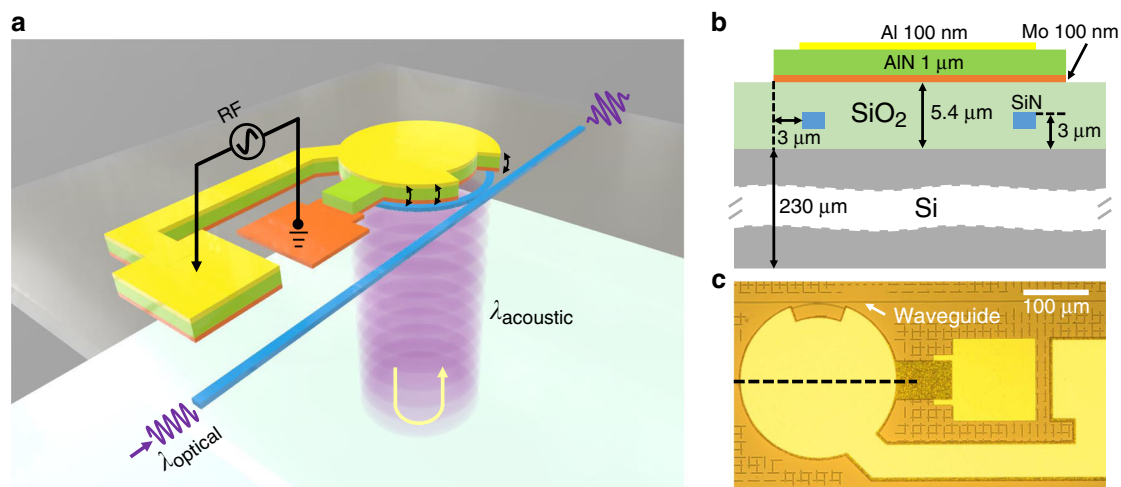 a
RF
λacoustic
λoptical
b
Al 100 nm
Mo 100 nm
AlN 1 μm
SiO2
5.4 μm
SiN
3 μm
3 μm
230 μm
Si
c
100 μm
Waveguide